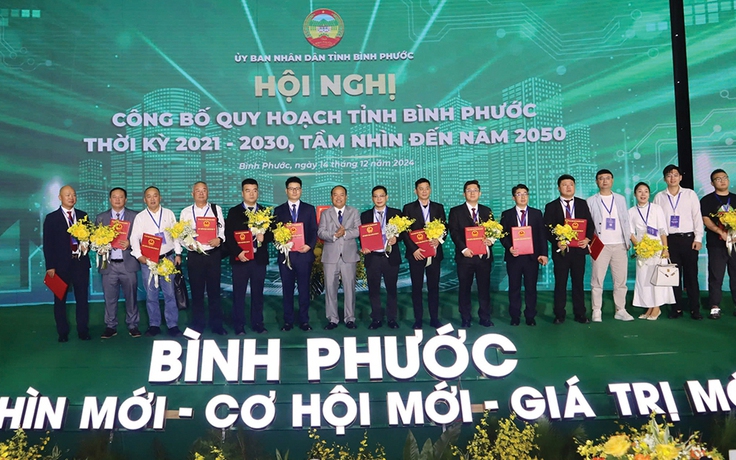 ỦY BAN NHÂN DÂN TỈNH BÌNH PHƯỚC
HỘI NGHỊ
CÔNG BỐ QUY HOẠCH TỈNH BÌNH PHƯỚC
THỜI KỲ 2021 - 2030, TẦM NHÌN ĐẾN NĂM 2050
Bình Phước, ngày 14 tháng 12 năm 2024
BÌNH PHƯỚC
HÌN MỚI - CƠ HỘI MỚI - GIÁ TRỊ MỚ